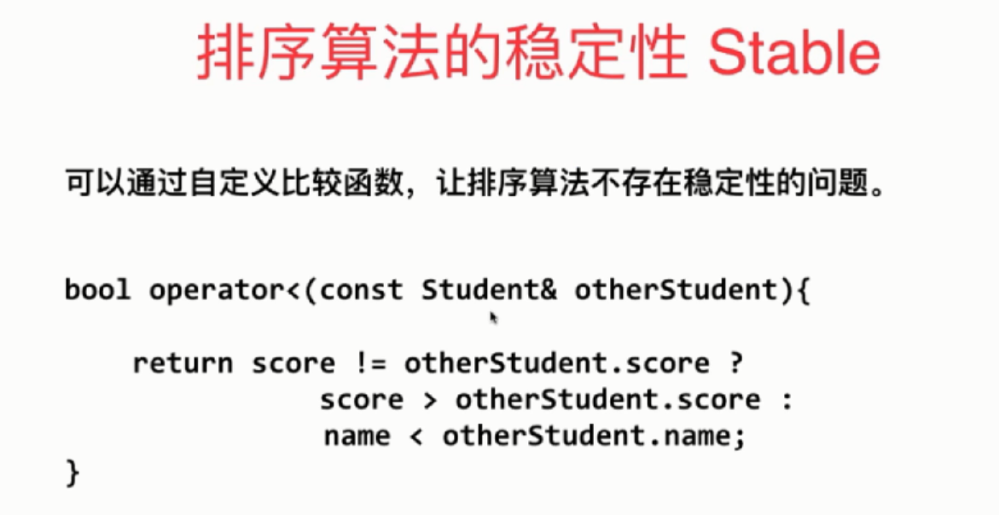 排序算法的稳定性 Stable
可以通过自定义比较函数，让排序算法不存在稳定性的问题。
bool operator<(const Student& otherStudent){
return score != otherStudent.score ?
score > otherStudent.score :
name < otherStudent.name;
}